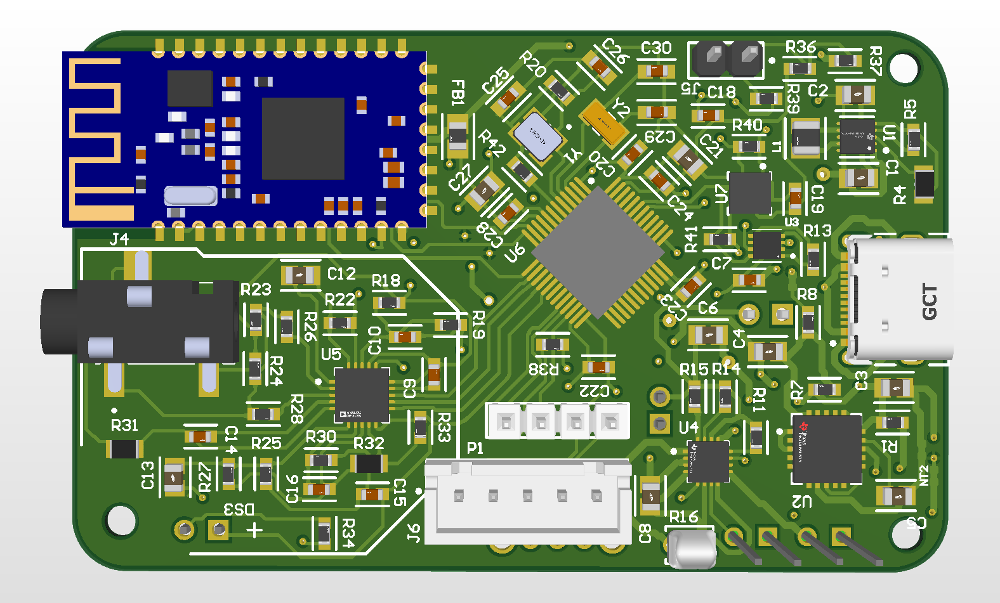 C26
C30
R36
R37
R20
C25
FB1
J5
C18
R39
C2
R5
Y2
R40
U1
L1
C29
C21
R42
Y1
C20
C1
C27
U7
R4
C19
C24
U3
C28
R41
R13
J4
U6
C7
C12
R18
R23
R22
R8
GCT
C23
C6
R26
R19
C10
C4
U5
R24
R38
R15
R14
C3
C9
C22
R7
R11
R28
ANALOG
DEVICES
R31
R33
U4
TEXAS
INSTRUMENTS
C14
R25
R30
R32
P1
R1
C13
R27
C16
C15
NT2
U2
DS3
+
R34
J6
C8
R16
C5